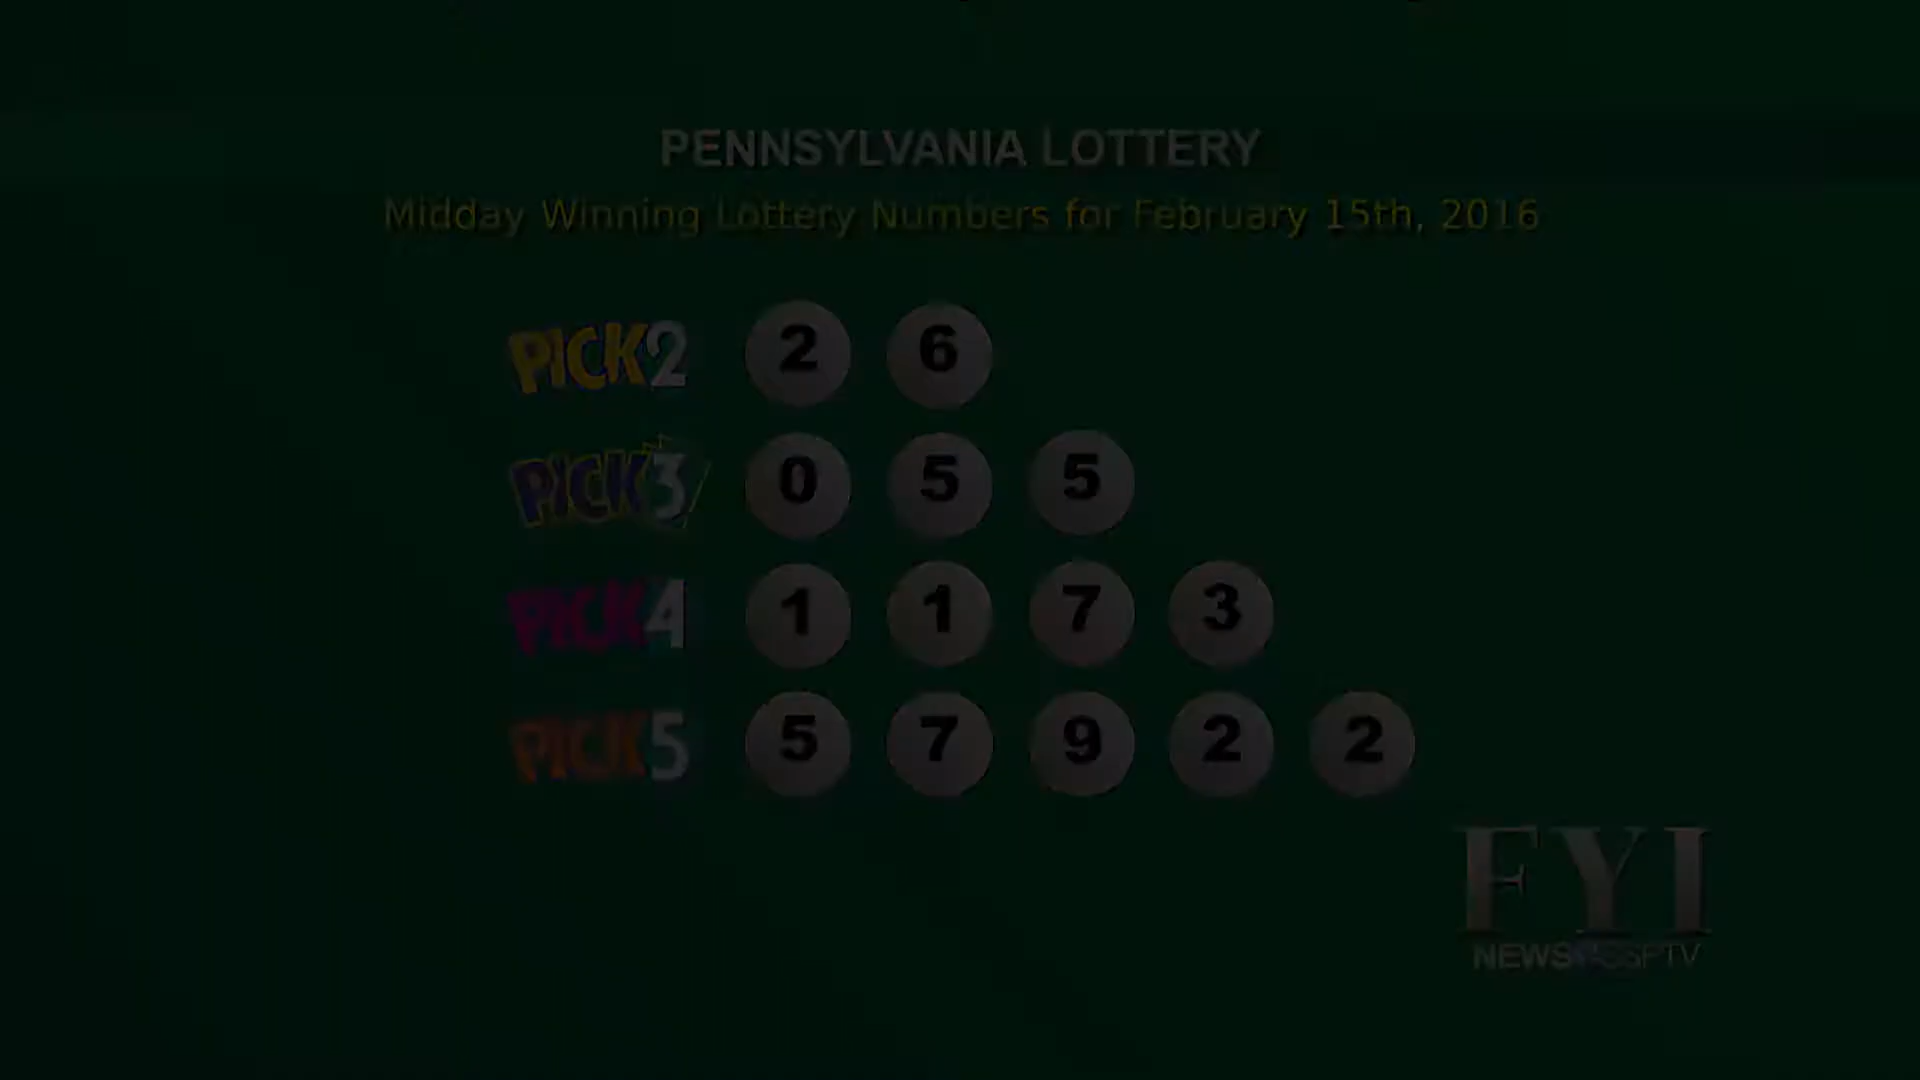 PENNSYLVANIA LOTTERY
Midday Winning Lottery Numbers for February 15th, 2016
PICK2 2 6
PICK3 0 5 5
PICK4 1 1 7 3
PICK5 5 7 9 2 2
FYI